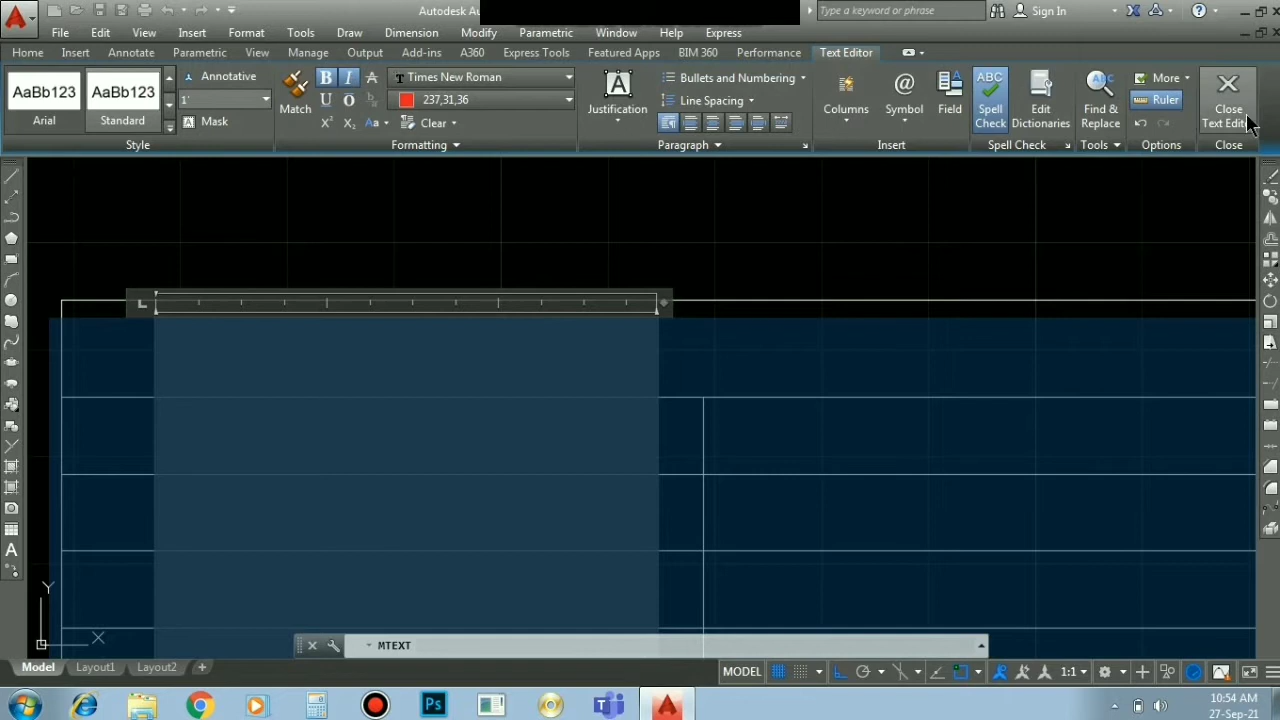 Autodesk Au
Type a keyword or phrase
Sign In
File Edit View Insert Format Tools Draw Dimension Modify Parametric Window Help Express
Home Insert Annotate Parametric View Manage Output Add-ins A360 Express Tools Featured Apps BIM 360 Performance Text Editor
AaBb123 AaBb123 Annotative B I A Times New Roman Bullets and Numbering ABC More
1' Match U O 237,31,36 Line Spacing Ruler
Arial Standard Mask Clear Justification Columns Symbol Field Spell Check Edit Dictionaries Find & Replace Close Text Editor
Style Formatting Paragraph Insert Spell Check Tools Options Close
Y
X
MTEXT
Model Layout1 Layout2 +
MODEL 1:1
Ps
10:54 AM
27-Sep-21